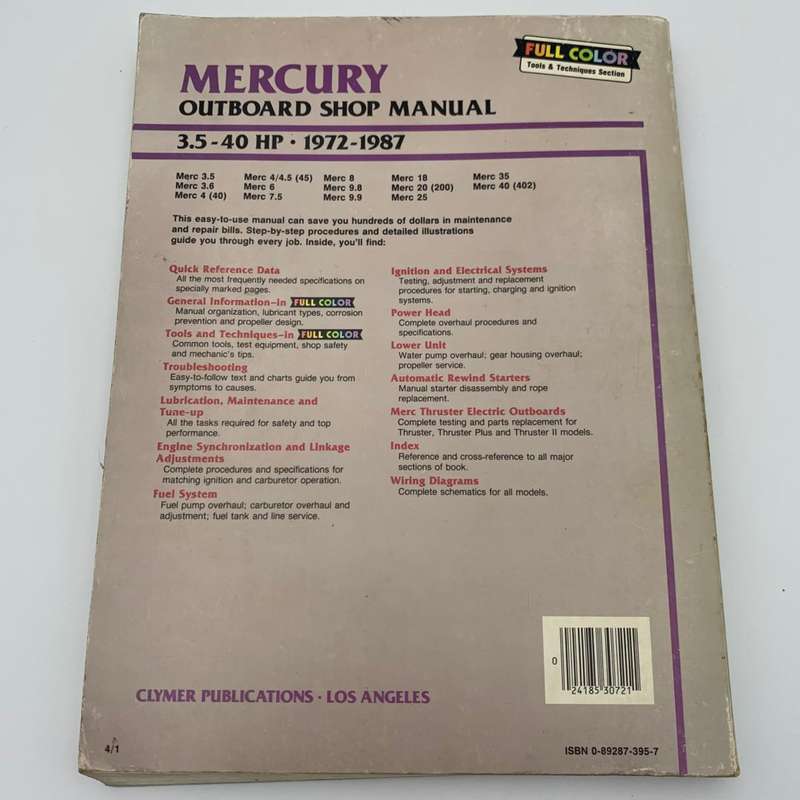 FULL COLOR
Tools & Techniques Section
MERCURY
OUTBOARD SHOP MANUAL
3.5-40 HP • 1972-1987
Merc 3.5 Merc 4/4.5 (45) Merc 8 Merc 18 Merc 35
Merc 3.6 Merc 6 Merc 9.8 Merc 20 (200) Merc 40 (402)
Merc 4 (40) Merc 7.5 Merc 9.9 Merc 25
This easy-to-use manual can save you hundreds of dollars in maintenance
and repair bills. Step-by-step procedures and detailed illustrations
guide you through every job. Inside, you'll find:
Quick Reference Data
All the most frequently needed specifications on
specially marked pages.
General Information–in FULL COLOR
Manual organization, lubricant types, corrosion
prevention and propeller design.
Tools and Techniques–in FULL COLOR
Common tools, test equipment, shop safety
and mechanic's tips.
Troubleshooting
Easy-to-follow text and charts guide you from
symptoms to causes.
Lubrication, Maintenance and
Tune-up
All the tasks required for safety and top
performance.
Engine Synchronization and Linkage
Adjustments
Complete procedures and specifications for
matching ignition and carburetor operation.
Fuel System
Fuel pump overhaul; carburetor overhaul and
adjustment; fuel tank and line service.
Ignition and Electrical Systems
Testing, adjustment and replacement
procedures for starting, charging and ignition
systems.
Power Head
Complete overhaul procedures and
specifications.
Lower Unit
Water pump overhaul; gear housing overhaul;
propeller service.
Automatic Rewind Starters
Manual starter disassembly and rope
replacement.
Merc Thruster Electric Outboards
Complete testing and parts replacement for
Thruster, Thruster Plus and Thruster II models.
Index
Reference and cross-reference to all major
sections of book.
Wiring Diagrams
Complete schematics for all models.
0
24185 30721
CLYMER PUBLICATIONS • LOS ANGELES
4/1
ISBN 0-89287-395-7